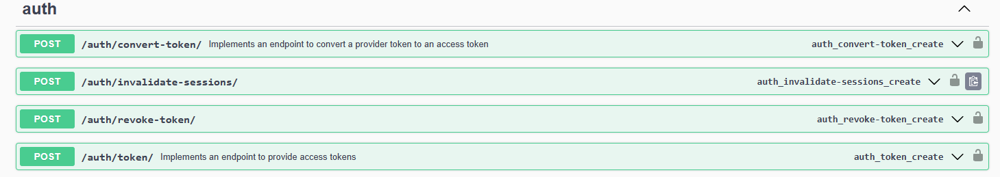 auth
POST /auth/convert-token/ Implements an endpoint to convert a provider token to an access token auth_convert-token_create
POST /auth/invalidate-sessions/ auth_invalidate-sessions_create
POST /auth/revoke-token/ auth_revoke-token_create
POST /auth/token/ Implements an endpoint to provide access tokens auth_token_create